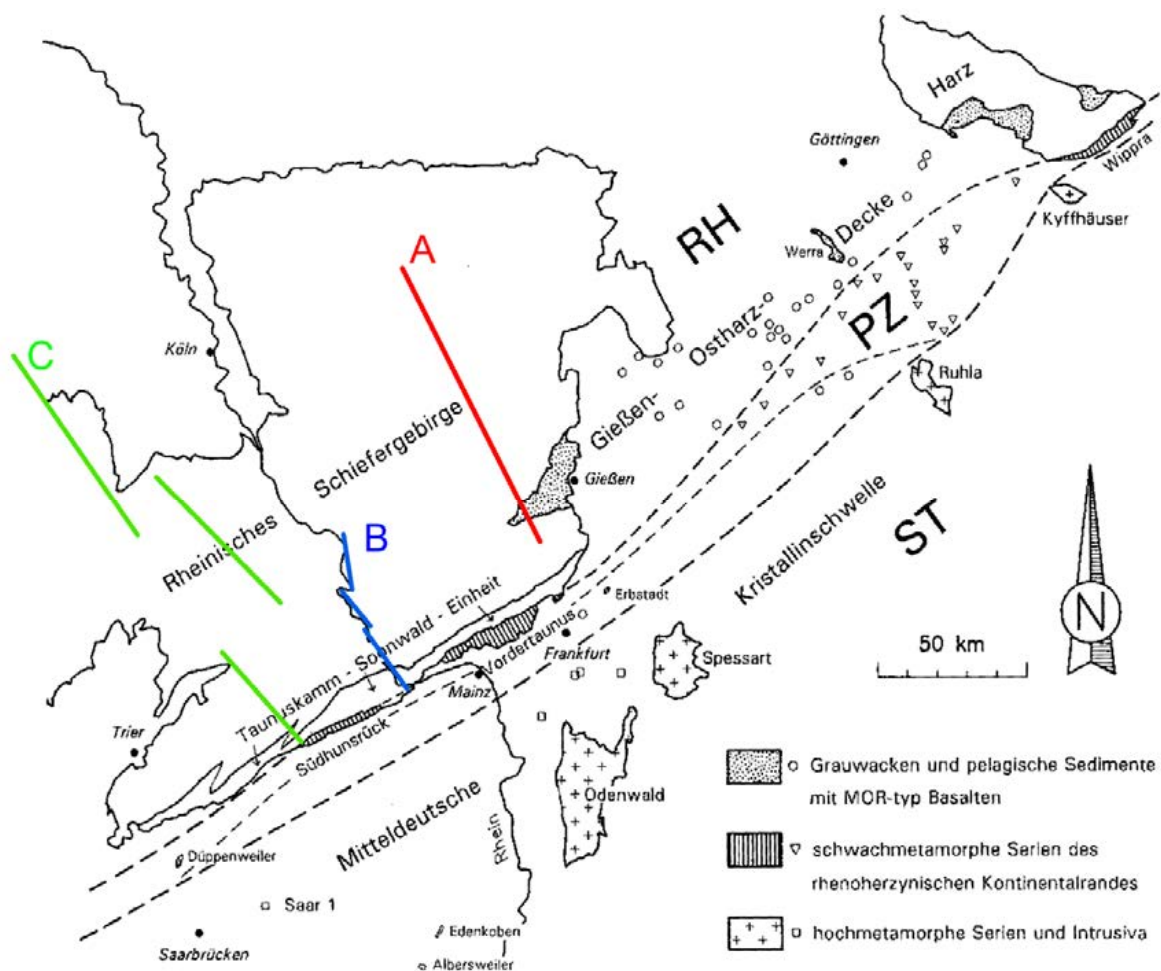 Harz
Göttingen
Wippra
Kyffhäuser
Decke
RH
Werra
A
Ostharz-
PZ
Köln
C
Ruhla
Gießen-
Schiefergebirge
Gießen
ST
Rheinisches
B
Kristallinschwelle
N
Erbstadt
Taunuskamm - Soonwald - Einheit
Vordertaunus
Frankfurt
50 km
Spessart
Mainz
Trier
Südhunsrück
Odenwald
Mitteldeutsche
Rhein
Düppenweiler
Saar 1
Edenkoben
Saarbrücken
Albersweiler
Grauwacken und pelagische Sedimente
mit MOR-typ Basalten
schwachmetamorphe Serien des
rhenoherzynischen Kontinentalrandes
hochmetamorphe Serien und Intrusiva